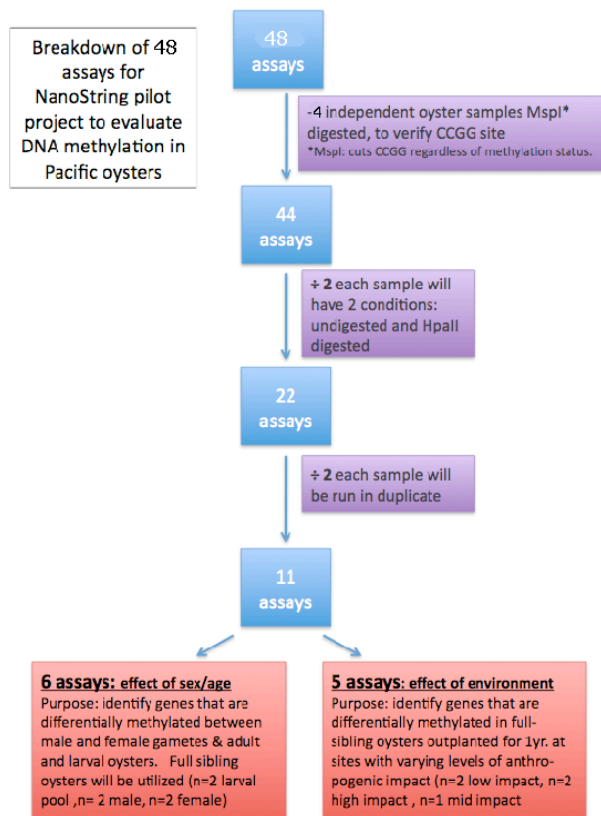 Breakdown of 48
assays for
NanoString pilot
project to evaluate
DNA methylation in
Pacific oysters
48
assays
-4 independent oyster samples MspI*
digested, to verify CCGG site
*MspI: cuts CCGG regardless of methylation status.
44
assays
÷ 2 each sample will
have 2 conditions:
undigested and HpaII
digested
22
assays
÷ 2 each sample will
be run in duplicate
11
assays
6 assays: effect of sex/age
Purpose: identify genes that are
differentially methylated between
male and female gametes & adult
and larval oysters. Full sibling
oysters will be utilized (n=2 larval
pool ,n= 2 male, n=2 female)
5 assays: effect of environment
Purpose: identify genes that are
differentially methylated in full-
sibling oysters outplanted for 1yr. at
sites with varying levels of anthro-
pogenic impact (n=2 low impact, n=2
high impact , n=1 mid impact